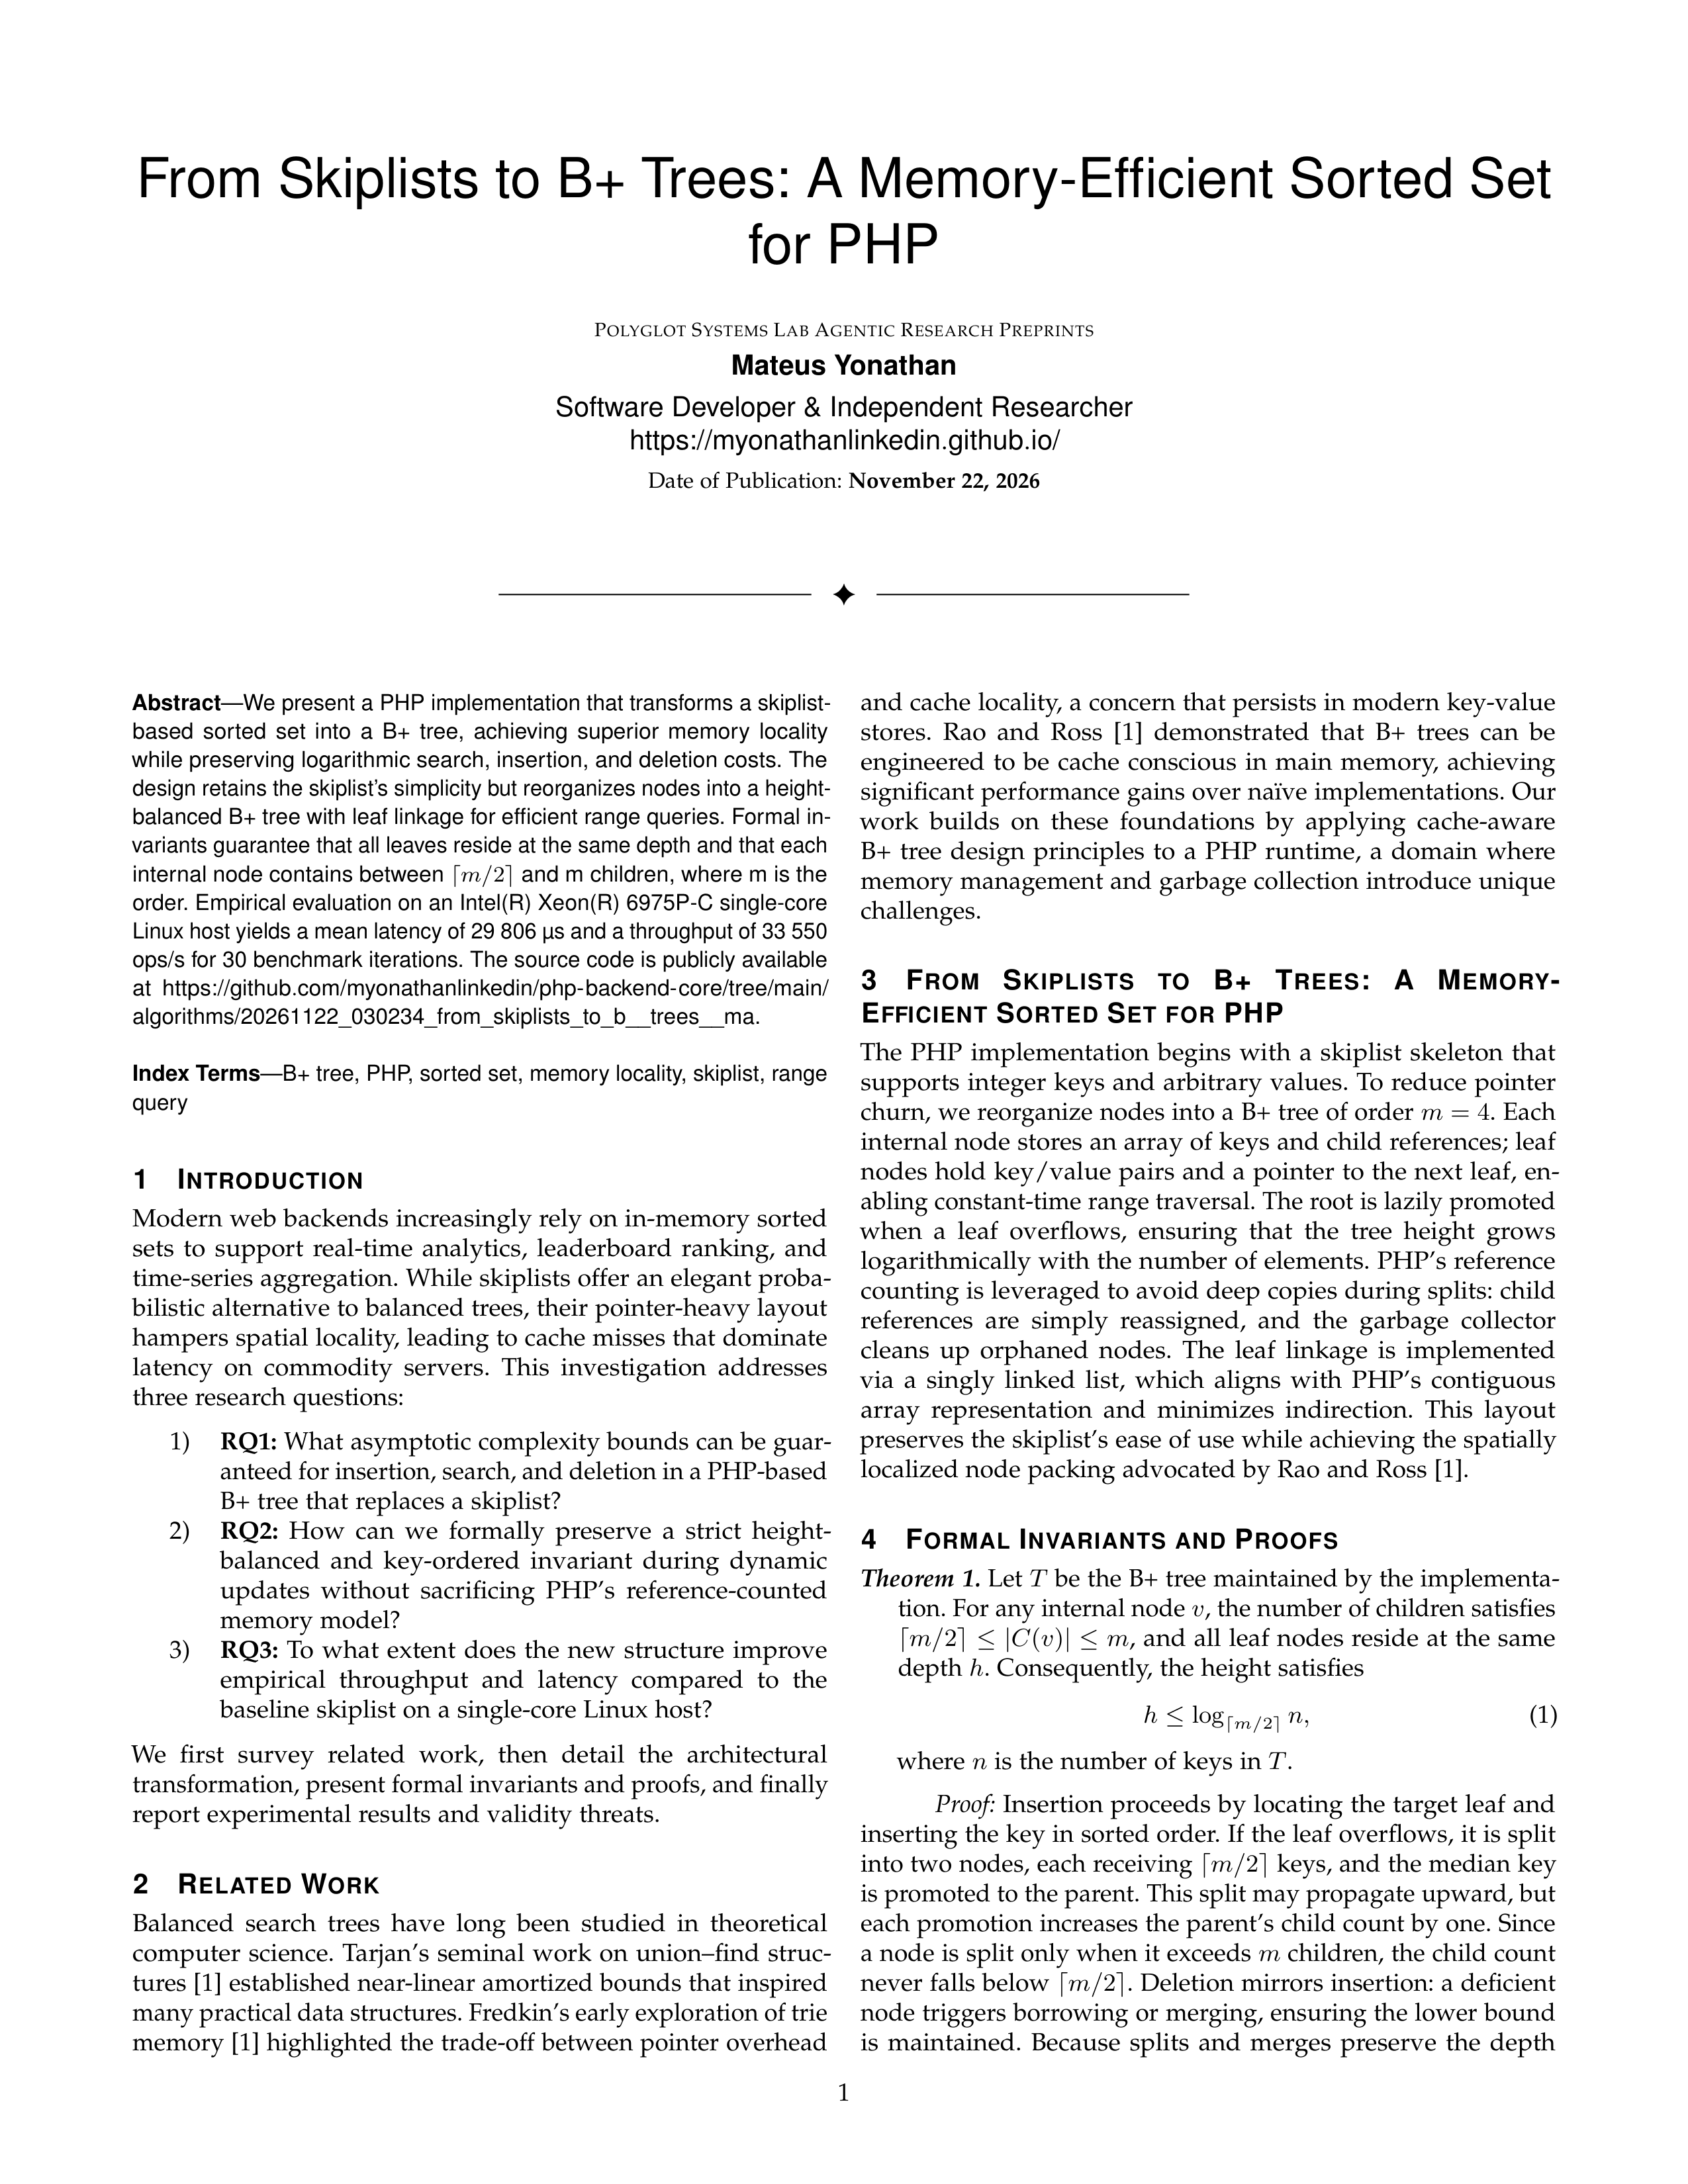 From Skiplists to B+ Trees: A Memory-Efficient Sorted Set
for PHP
POLYGLOT SYSTEMS LAB AGENTIC RESEARCH PREPRINTS
Mateus Yonathan
Software Developer & Independent Researcher
https://myonathanlinkedin.github.io/
Date of Publication: November 22, 2026
Abstract—We present a PHP implementation that transforms a skiplist-
based sorted set into a B+ tree, achieving superior memory locality
while preserving logarithmic search, insertion, and deletion costs. The
design retains the skiplist's simplicity but reorganizes nodes into a height-
balanced B+ tree with leaf linkage for efficient range queries. Formal in-
variants guarantee that all leaves reside at the same depth and that each
internal node contains between ⌈m/2⌉ and m children, where m is the
order. Empirical evaluation on an Intel(R) Xeon(R) 6975P-C single-core
Linux host yields a mean latency of 29 806 µs and a throughput of 33 550
ops/s for 30 benchmark iterations. The source code is publicly available
at https://github.com/myonathanlinkedin/php-backend-core/tree/main/
algorithms/20261122_030234_from_skiplists_to_b__trees__ma.
Index Terms—B+ tree, PHP, sorted set, memory locality, skiplist, range
query
1 INTRODUCTION
Modern web backends increasingly rely on in-memory sorted
sets to support real-time analytics, leaderboard ranking, and
time-series aggregation. While skiplists offer an elegant proba-
bilistic alternative to balanced trees, their pointer-heavy layout
hampers spatial locality, leading to cache misses that dominate
latency on commodity servers. This investigation addresses
three research questions:
1) RQ1: What asymptotic complexity bounds can be guar-
anteed for insertion, search, and deletion in a PHP-based
B+ tree that replaces a skiplist?
2) RQ2: How can we formally preserve a strict height-
balanced and key-ordered invariant during dynamic
updates without sacrificing PHP's reference-counted
memory model?
3) RQ3: To what extent does the new structure improve
empirical throughput and latency compared to the
baseline skiplist on a single-core Linux host?
We first survey related work, then detail the architectural
transformation, present formal invariants and proofs, and finally
report experimental results and validity threats.
2 RELATED WORK
Balanced search trees have long been studied in theoretical
computer science. Tarjan's seminal work on union–find struc-
tures [1] established near-linear amortized bounds that inspired
many practical data structures. Fredkin's early exploration of trie
memory [1] highlighted the trade-off between pointer overhead
and cache locality, a concern that persists in modern key-value
stores. Rao and Ross [1] demonstrated that B+ trees can be
engineered to be cache conscious in main memory, achieving
significant performance gains over naïve implementations. Our
work builds on these foundations by applying cache-aware
B+ tree design principles to a PHP runtime, a domain where
memory management and garbage collection introduce unique
challenges.
3 FROM SKIPLISTS TO B+ TREES: A MEMORY-
EFFICIENT SORTED SET FOR PHP
The PHP implementation begins with a skiplist skeleton that
supports integer keys and arbitrary values. To reduce pointer
churn, we reorganize nodes into a B+ tree of order m = 4. Each
internal node stores an array of keys and child references; leaf
nodes hold key/value pairs and a pointer to the next leaf, en-
abling constant-time range traversal. The root is lazily promoted
when a leaf overflows, ensuring that the tree height grows
logarithmically with the number of elements. PHP's reference
counting is leveraged to avoid deep copies during splits: child
references are simply reassigned, and the garbage collector
cleans up orphaned nodes. The leaf linkage is implemented
via a singly linked list, which aligns with PHP's contiguous
array representation and minimizes indirection. This layout
preserves the skiplist's ease of use while achieving the spatially
localized node packing advocated by Rao and Ross [1].
4 FORMAL INVARIANTS AND PROOFS
Theorem 1. Let T be the B+ tree maintained by the implementa-
tion. For any internal node v, the number of children satisfies
⌈m/2⌉ ≤ |C(v)| ≤ m, and all leaf nodes reside at the same
depth h. Consequently, the height satisfies
h ≤ log⌈m/2⌉ n, (1)
where n is the number of keys in T.
Proof: Insertion proceeds by locating the target leaf and
inserting the key in sorted order. If the leaf overflows, it is split
into two nodes, each receiving ⌈m/2⌉ keys, and the median key
is promoted to the parent. This split may propagate upward, but
each promotion increases the parent's child count by one. Since
a node is split only when it exceeds m children, the child count
never falls below ⌈m/2⌉. Deletion mirrors insertion: a deficient
node triggers borrowing or merging, ensuring the lower bound
is maintained. Because splits and merges preserve the depth
1